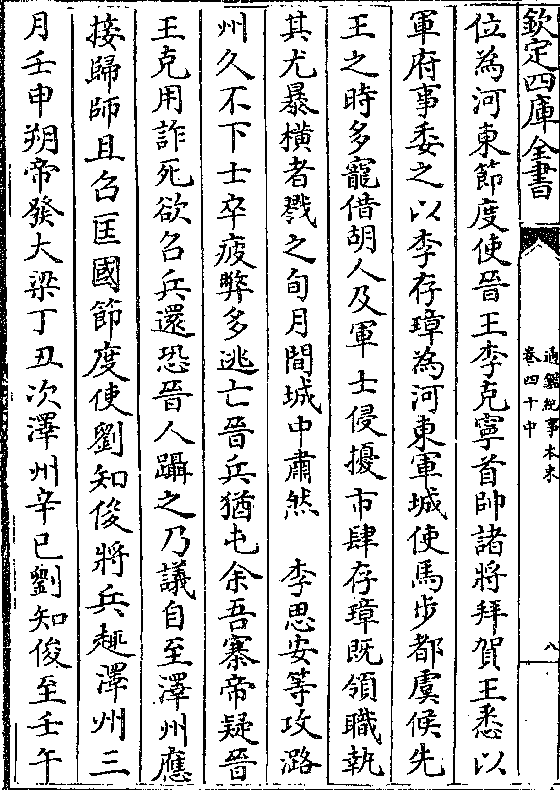 欽定四庫全書
通鑑紀事本末
卷四十中
八
位為河東節度使晉王李克寧首帥諸將拜賀王悉以
軍府事委之以李存璋為河東軍城使馬步都虞候先
王之時多寵借胡人及軍士侵擾市肆存璋既領職執
其尤暴橫者戮之旬月間城中肅然　李思安等攻潞
州久不下士卒疲弊多逃亡晉兵猶屯余吾寨帝疑晉
王克用詐死欲召兵還恐晉人躡之乃議自至澤州應
接歸師且召匡國節度使劉知俊將兵趣澤州三
月壬申朔帝發大梁丁丑次澤州辛巳劉知俊至壬午